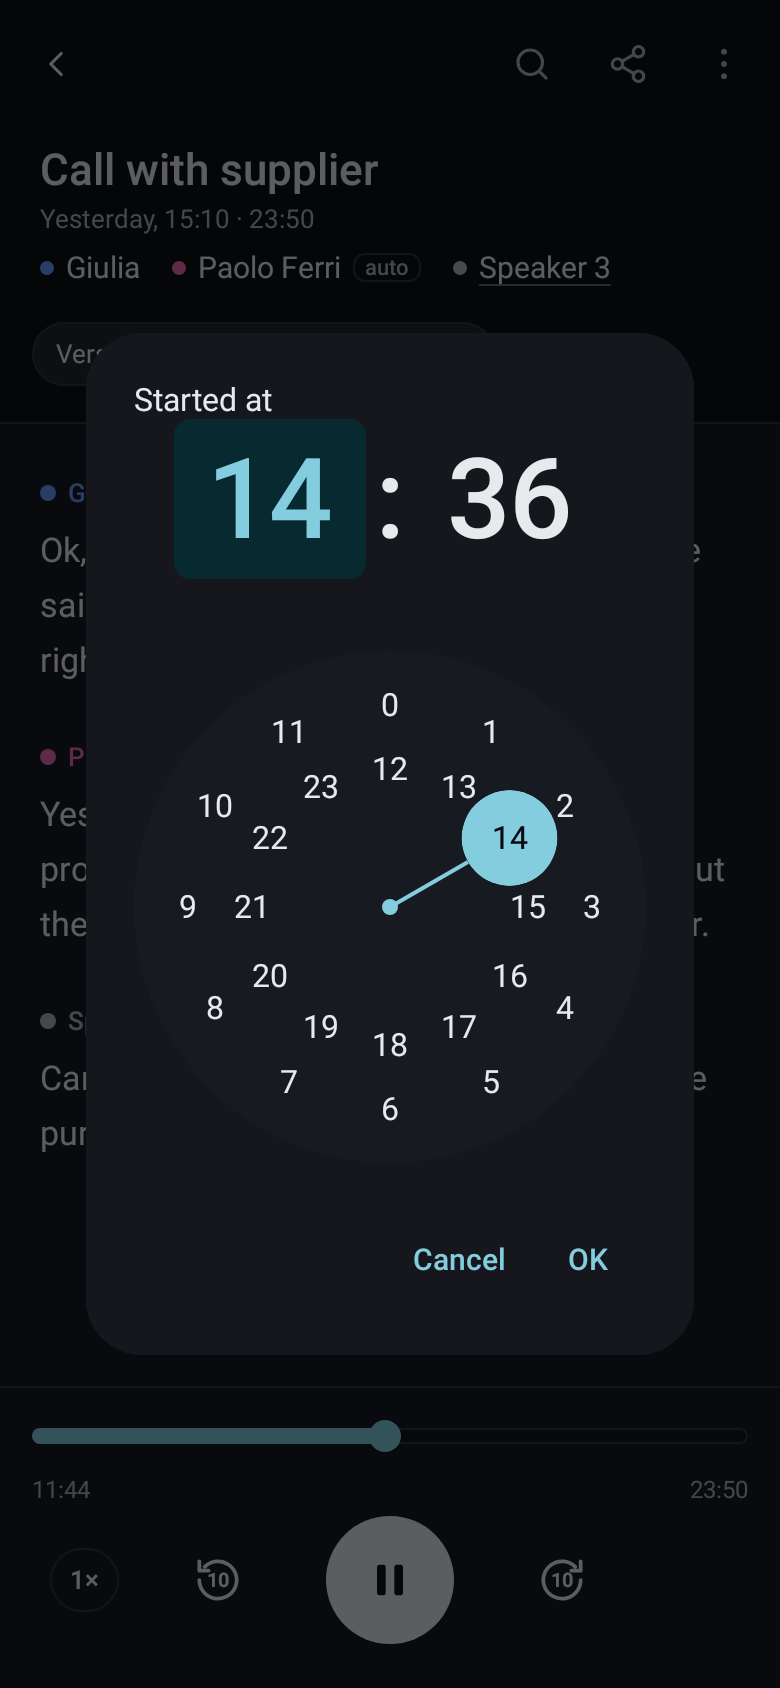 Call with supplier
Yesterday, 15:10 · 23:50
Giulia Paolo Ferri auto Speaker 3
Started at
14 : 36
Ok,
the
0
11 1
12
23 13
10 2
22 14
9 21 15 3
20 16
8 4
19 17
18
7 5
6
Cancel OK
11:44 23:50
1× 10 10